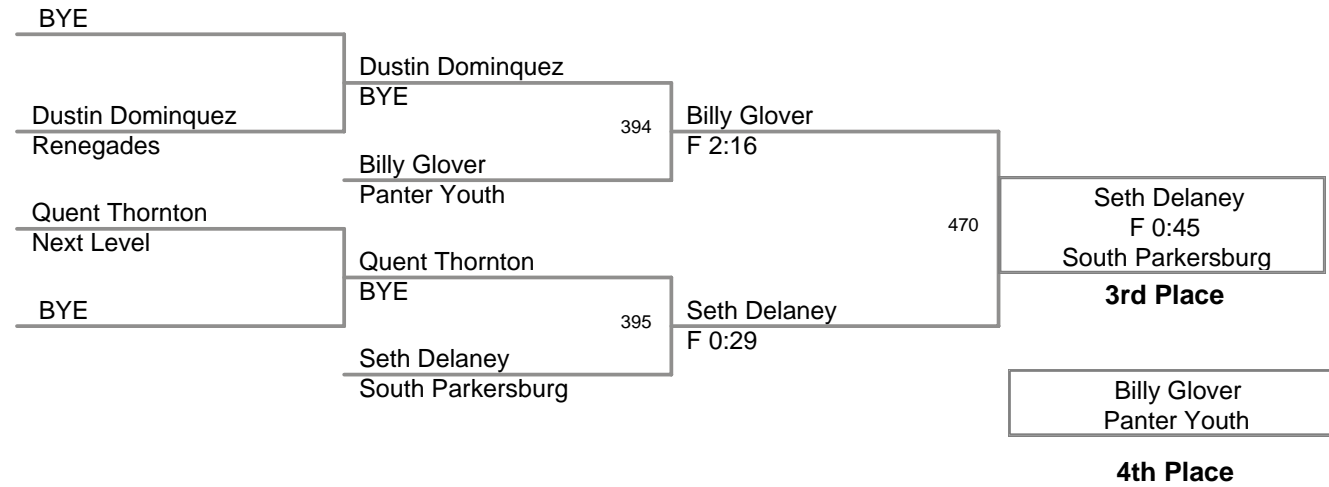 BYE
Dustin Dominquez
BYE
Dustin Dominquez
Renegades
394
Billy Glover
F 2:16
Billy Glover
Panter Youth
Quent Thornton
Next Level
470
Seth Delaney
F 0:45
South Parkersburg
3rd Place
Quent Thornton
BYE
BYE
395
Seth Delaney
F 0:29
Seth Delaney
South Parkersburg
Billy Glover
Panter Youth
4th Place